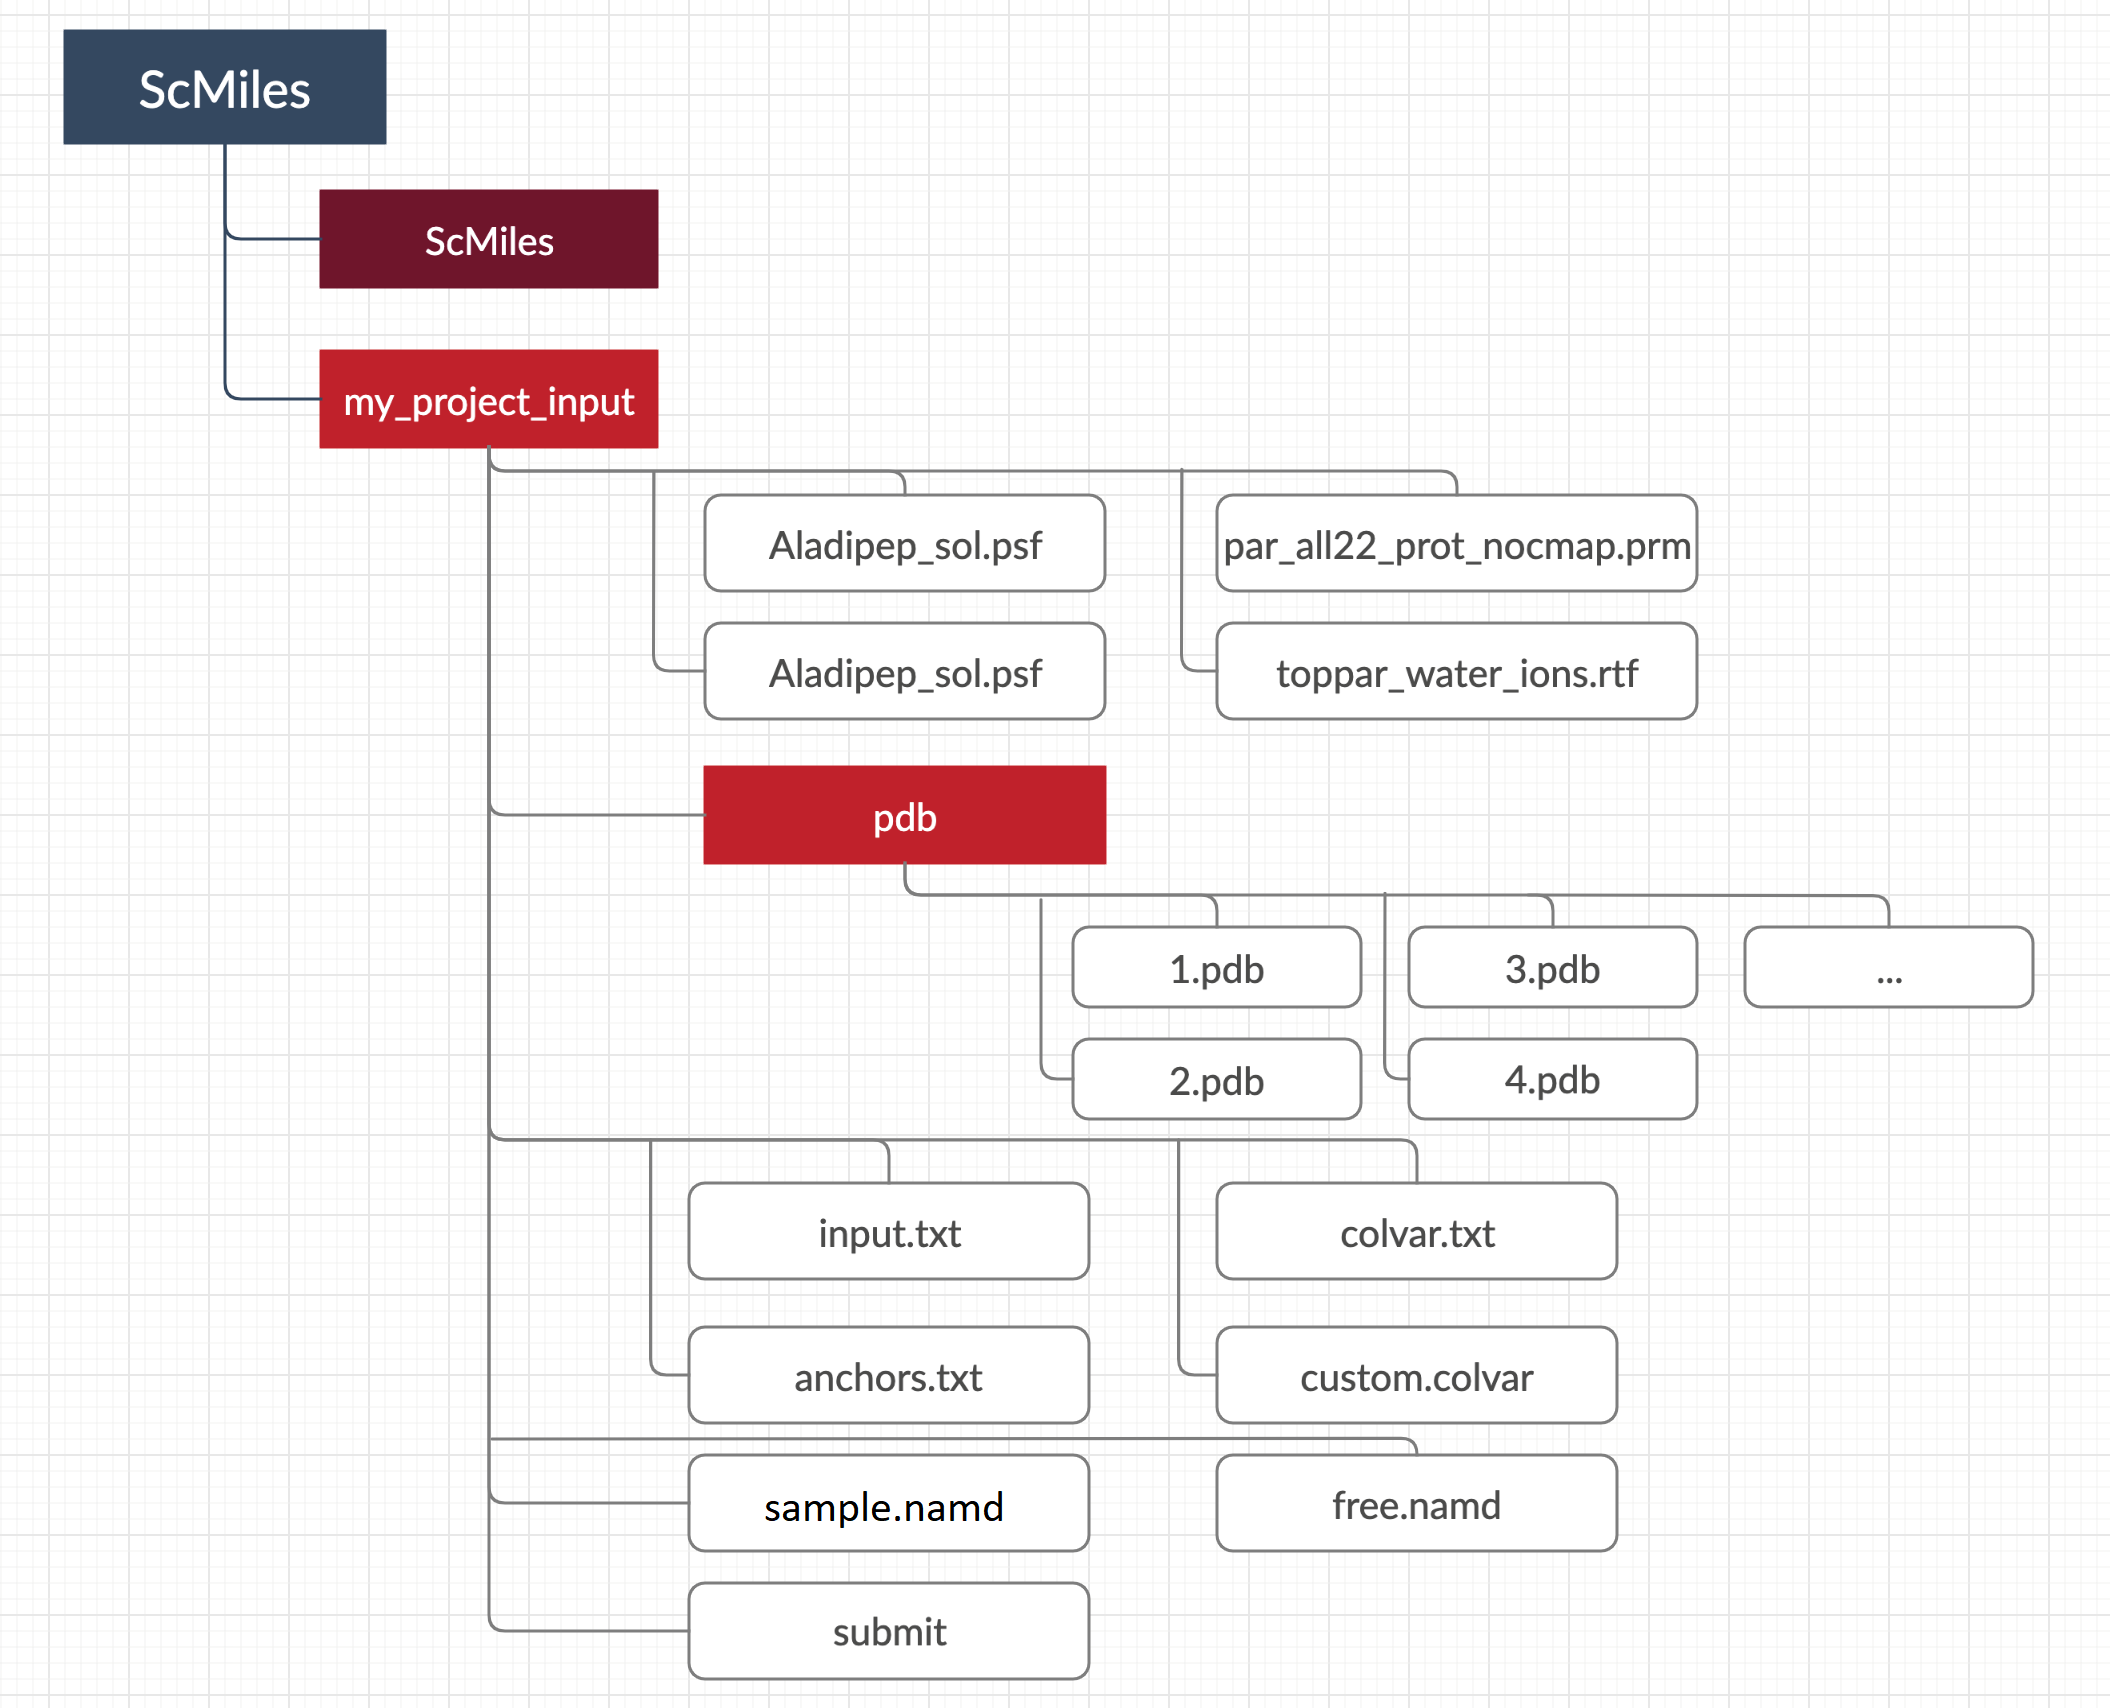 ScMiles
ScMiles
my_project_input
Aladipep_sol.psf
par_all22_prot_nocmap.prm
Aladipep_sol.psf
toppar_water_ions.rtf
pdb
1.pdb
3.pdb
...
2.pdb
4.pdb
input.txt
colvar.txt
anchors.txt
custom.colvar
sample.namd
free.namd
submit